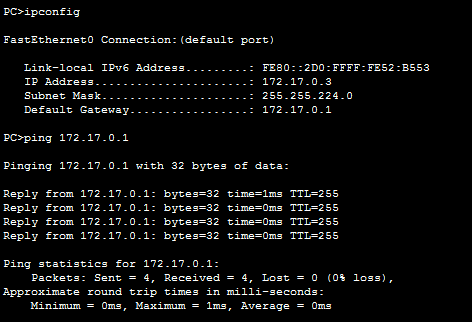 PC>ipconfig
FastEthernet0 Connection:(default port)
Link-local IPv6 Address.........: FE80::2D0:FFFF:FE52:B553
IP Address......................: 172.17.0.3
Subnet Mask.....................: 255.255.224.0
Default Gateway.................: 172.17.0.1
PC>ping 172.17.0.1
Pinging 172.17.0.1 with 32 bytes of data:
Reply from 172.17.0.1: bytes=32 time=1ms TTL=255
Reply from 172.17.0.1: bytes=32 time=0ms TTL=255
Reply from 172.17.0.1: bytes=32 time=0ms TTL=255
Reply from 172.17.0.1: bytes=32 time=0ms TTL=255
Ping statistics for 172.17.0.1:
Packets: Sent = 4, Received = 4, Lost = 0 (0% loss),
Approximate round trip times in milli-seconds:
Minimum = 0ms, Maximum = 1ms, Average = 0ms